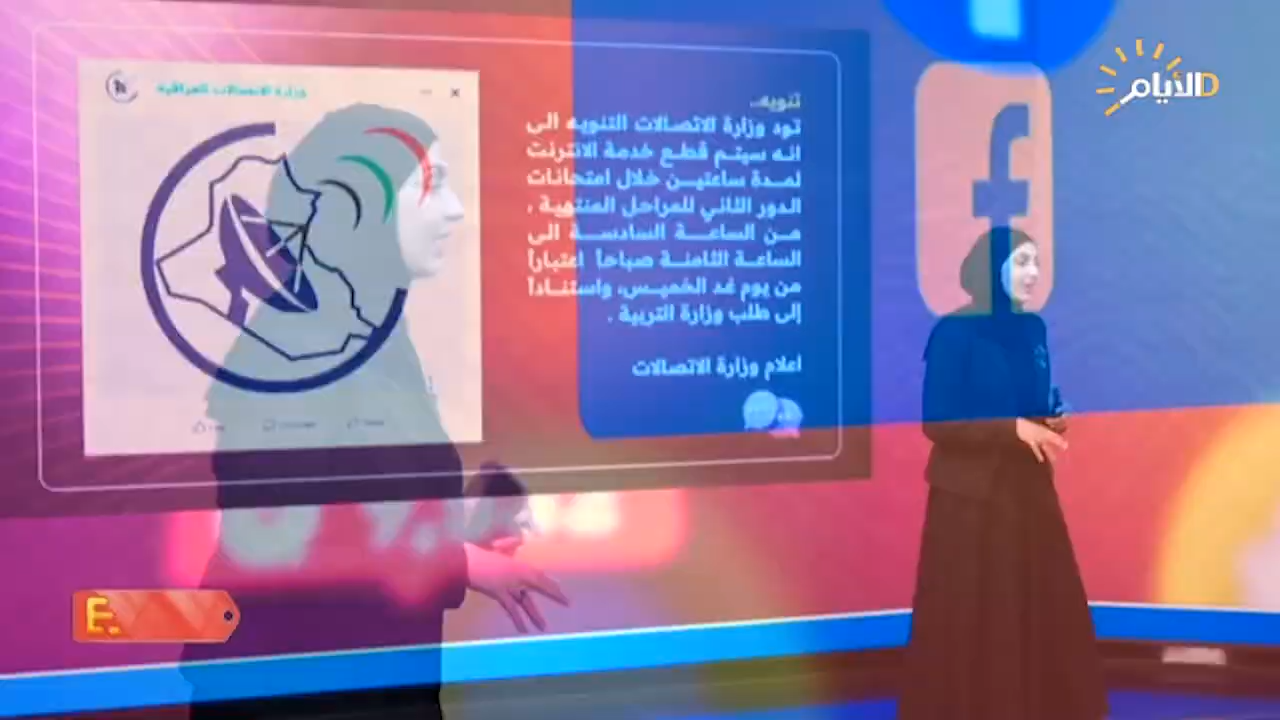 الأيام
وزارة الاتصالات العراقية
تنويه..
تود وزارة الاتصالات التنويه الى
انه سيتم قطع خدمة الانترنت
لمدة ساعتين خلال امتحانات
الدور الثاني للمراحل المنتهية .
من الساعة السادسة الى
الساعة الثامنة صباحاً اعتباراً
من يوم غد الخميس، واستناداً
إلى طلب وزارة التربية .
اعلام وزارة الاتصالات
E.